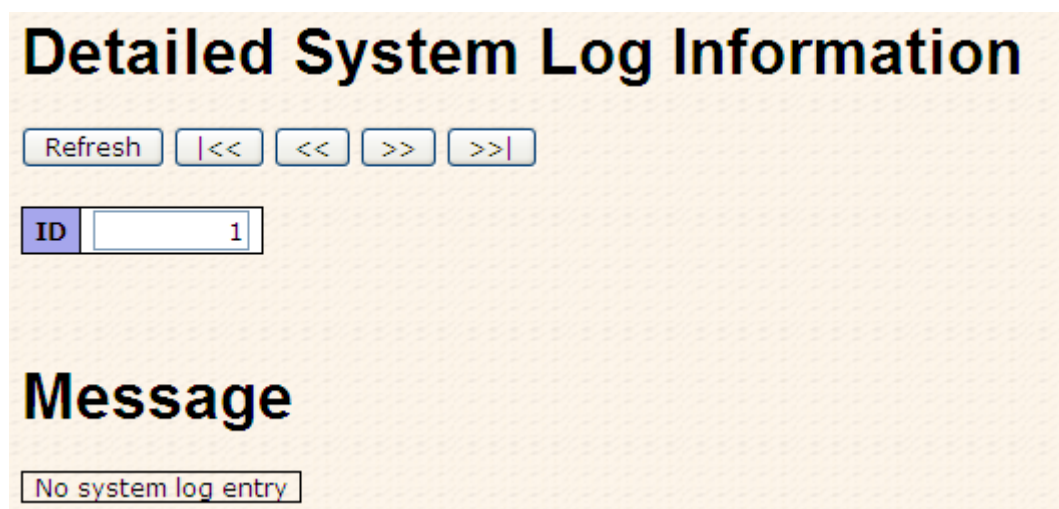 Detailed System Log Information
Refresh |<< << >> >>|
ID 1
Message
No system log entry